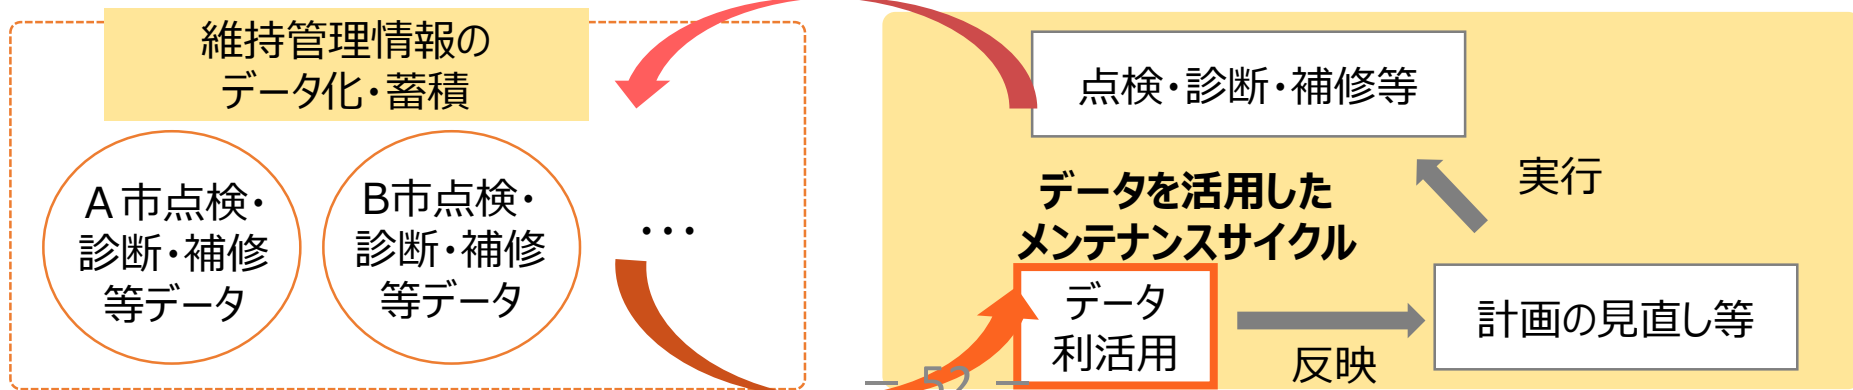 維持管理情報の
データ化・蓄積
A市点検・
診断・補修
等データ
B市点検・
診断・補修
等データ
…
点検・診断・補修等
実行
データを活用した
メンテナンスサイクル
データ
利活用
反映
計画の見直し等
－ 52 －